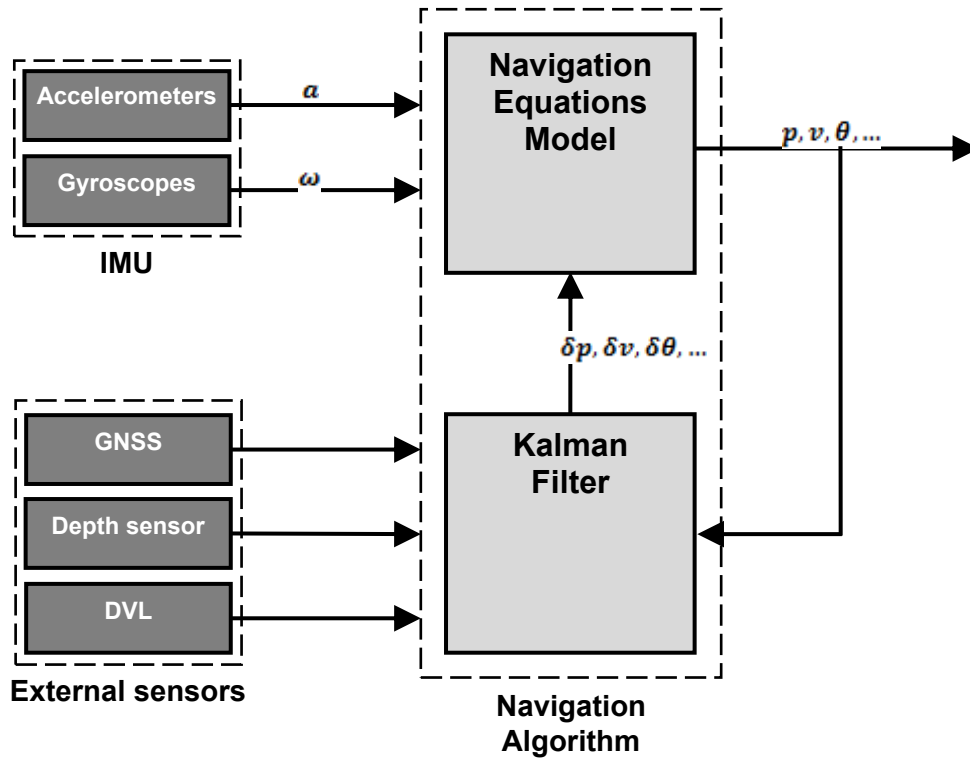 Accelerometers
a
Gyroscopes
ω
IMU
Navigation
Equations
Model
p, v, θ, ...
δp, δv, δθ, ...
GNSS
Depth sensor
DVL
External sensors
Kalman
Filter
Navigation
Algorithm